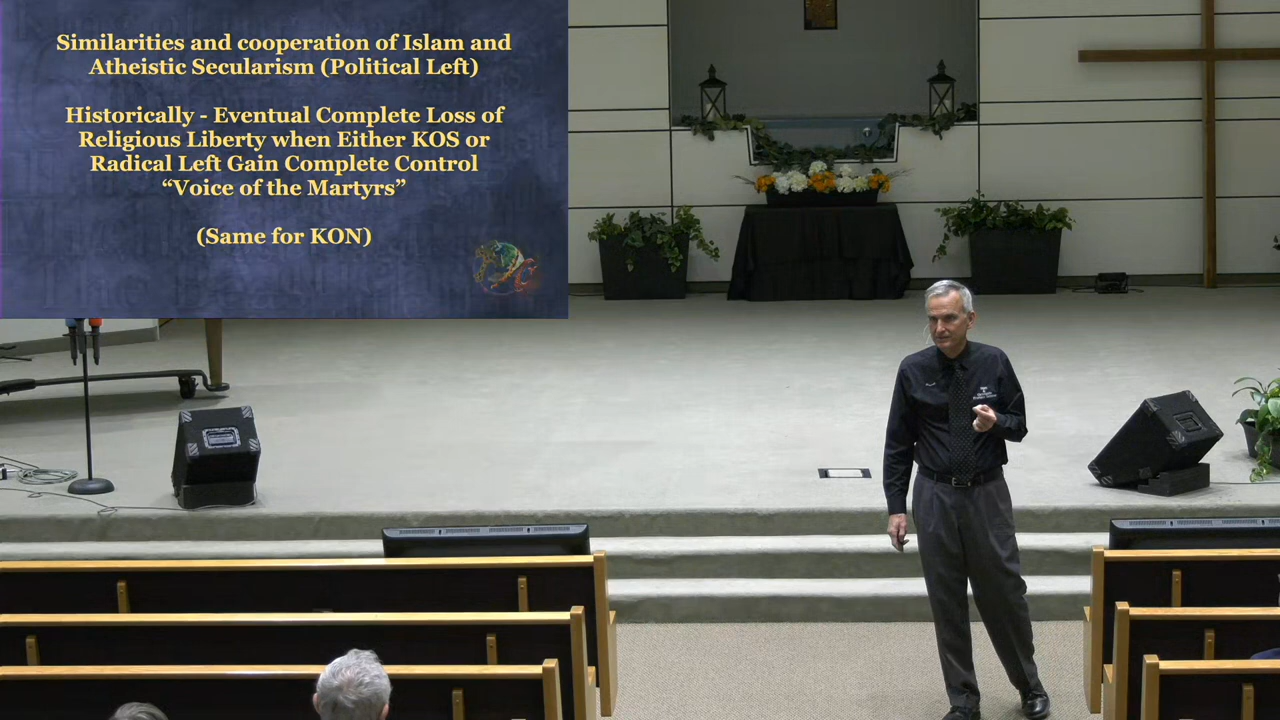 Similarities and cooperation of Islam and
Atheistic Secularism (Political Left)
Historically - Eventual Complete Loss of
Religious Liberty when Either KOS or
Radical Left Gain Complete Control
“Voice of the Martyrs”
(Same for KON)